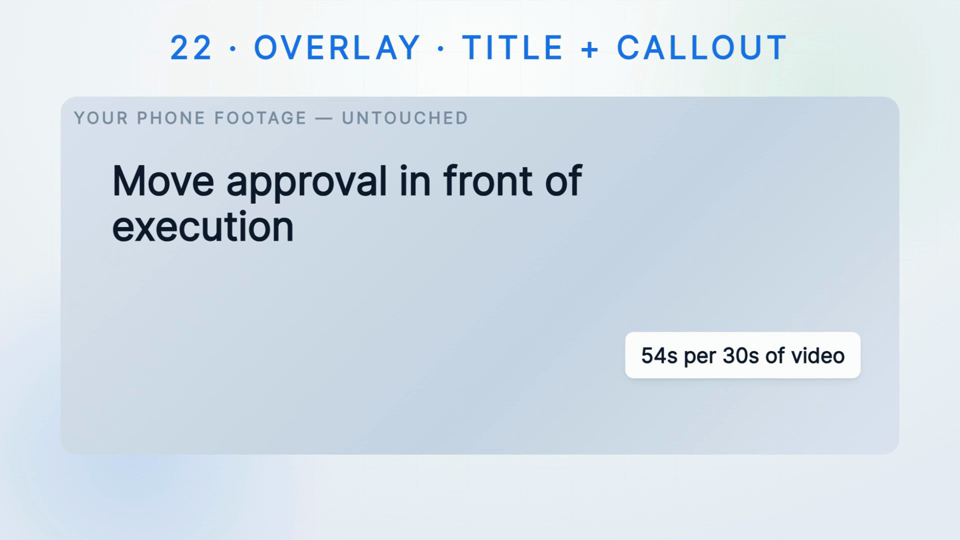 22 · OVERLAY · TITLE + CALLOUT
YOUR PHONE FOOTAGE — UNTOUCHED
Move approval in front of
execution
54s per 30s of video